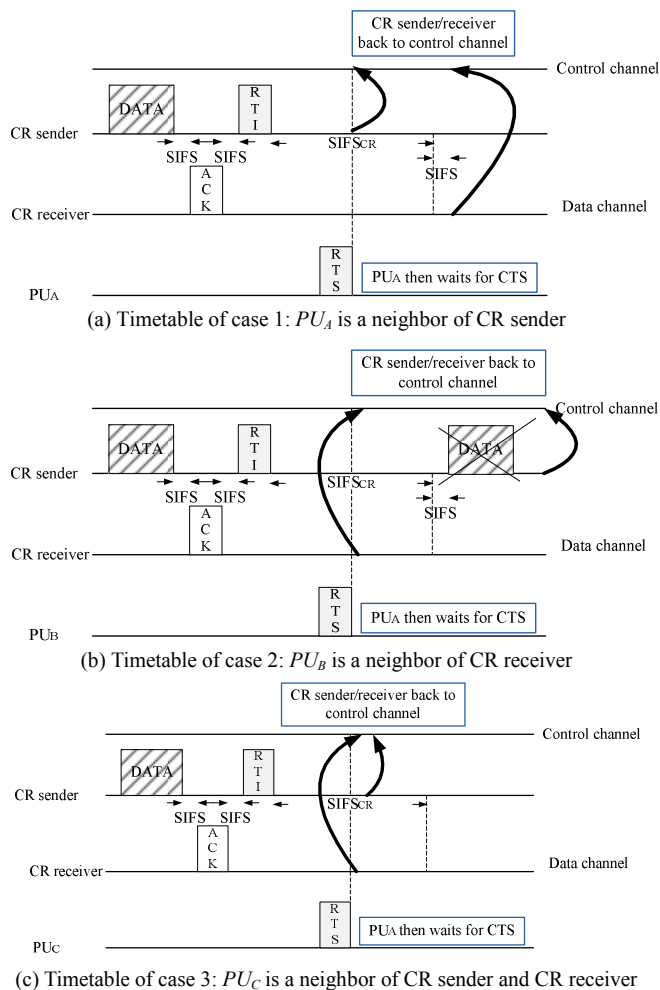 CR sender/receiver
back to control channel
Control channel
DATA
R
T
I
CR sender
SIFS SIFS
SIFSCR
SIFS
A
C
K
CR receiver
Data channel
R
T
S
PUA then waits for CTS
PUA
(a) Timetable of case 1: PUA is a neighbor of CR sender
CR sender/receiver back to
control channel
Control channel
DATA
R
T
I
DATA
CR sender
SIFS SIFS
SIFSCR
SIFS
A
C
K
CR receiver
Data channel
R
T
S
PUA then waits for CTS
PUB
(b) Timetable of case 2: PUB is a neighbor of CR receiver
CR sender/receiver back to
control channel
Control channel
DATA
R
T
I
CR sender
SIFS SIFS
SIFSCR
A
C
K
CR receiver
Data channel
R
T
S
PUA then waits for CTS
PUC
(c) Timetable of case 3: PUC is a neighbor of CR sender and CR receiver